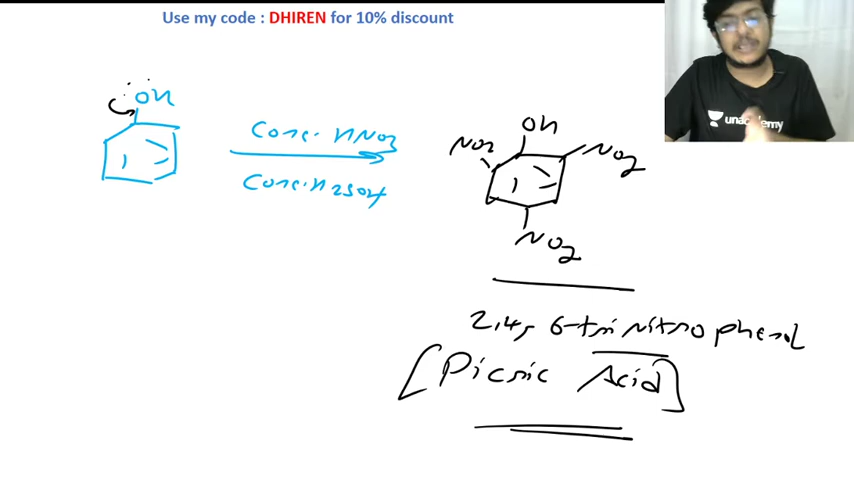 Use my code : DHIREN for 10% discount
unacademy
OH
Conc. HNO3
Conc. H2SO4
OH
NO2
NO2
NO2
2,4, 6-trinitrophenol
[Picric Acid]